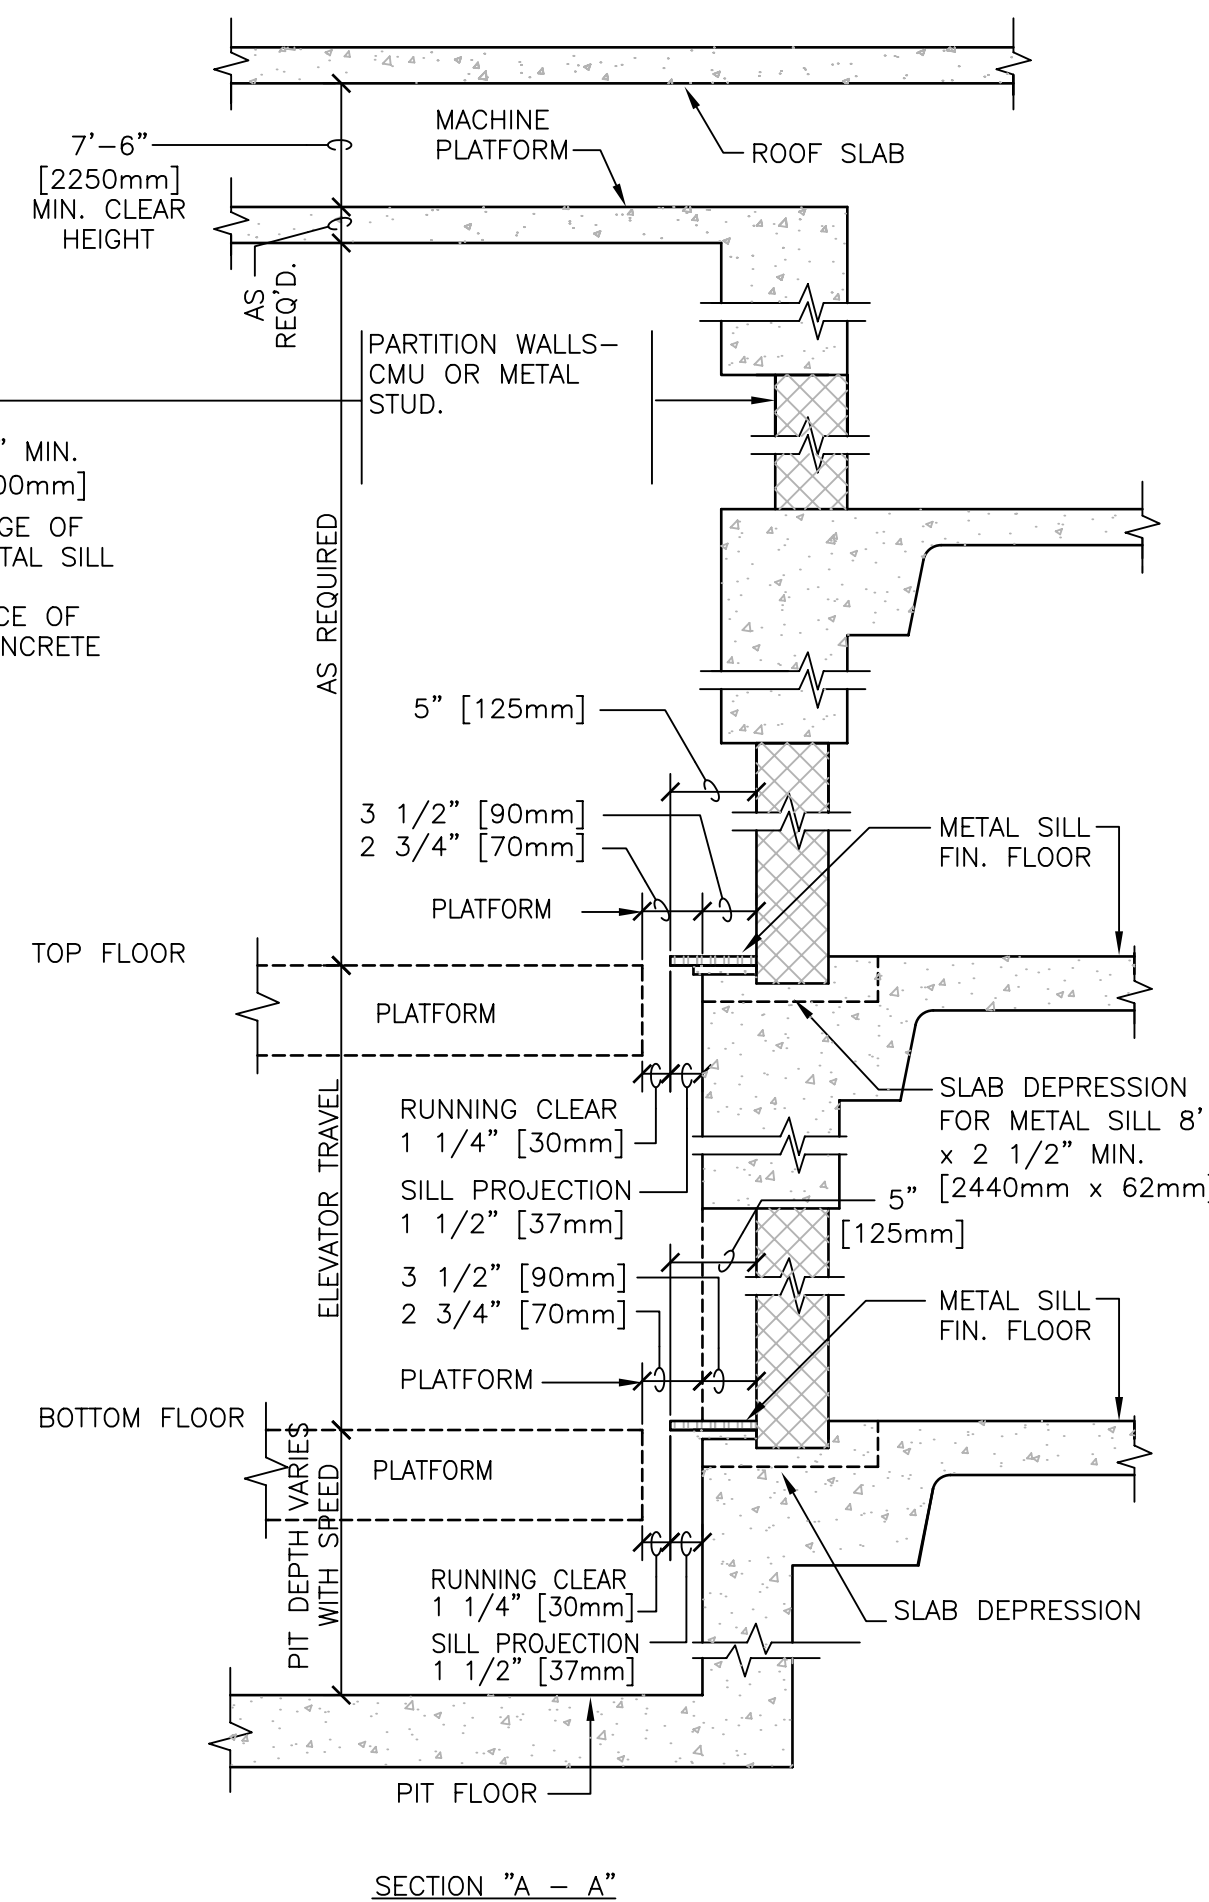 MACHINE
PLATFORM
ROOF SLAB
7'-6"
[2250mm]
MIN. CLEAR
HEIGHT
AS
REQ'D.
PARTITION WALLS-
CMU OR METAL
STUD.
MIN.
OF
SILL
OF
AS REQUIRED
5" [125mm]
3 1/2" [90mm]
2 3/4" [70mm]
METAL SILL
FIN. FLOOR
PLATFORM
TOP FLOOR
PLATFORM
RUNNING CLEAR
1 1/4" [30mm]
SILL PROJECTION
1 1/2" [37mm]
SLAB DEPRESSION
FOR METAL SILL 8'
x 2 1/2" MIN.
[2440mm x 62mm]
ELEVATOR TRAVEL
5"
[125mm]
3 1/2" [90mm]
2 3/4" [70mm]
METAL SILL
FIN. FLOOR
PLATFORM
BOTTOM FLOOR
PLATFORM
PIT DEPTH VARIES
WITH SPEED
RUNNING CLEAR
1 1/4" [30mm]
SILL PROJECTION
1 1/2" [37mm]
SLAB DEPRESSION
PIT FLOOR
SECTION "A - A"